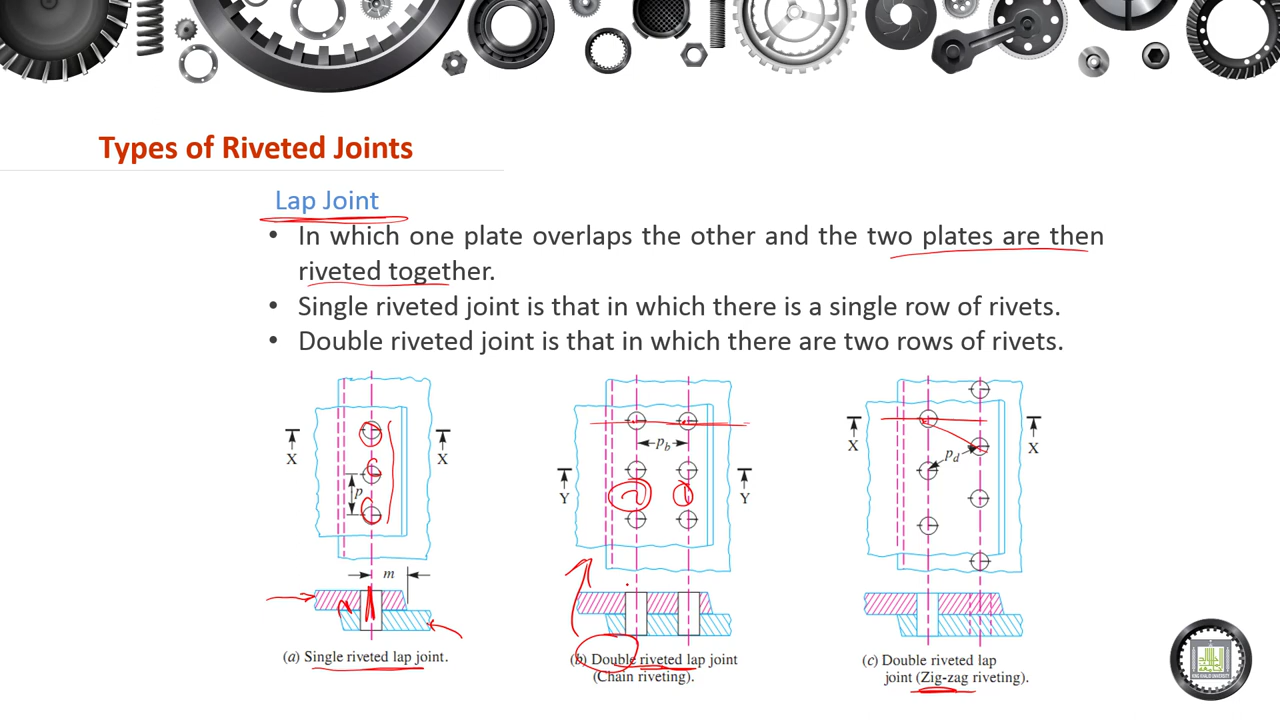 Types of Riveted Joints
Lap Joint
• In which one plate overlaps the other and the two plates are then
riveted together.
• Single riveted joint is that in which there is a single row of rivets.
• Double riveted joint is that in which there are two rows of rivets.
X X
p
m
(a) Single riveted lap joint.
Pb
Y Y
(b) Double riveted lap joint
(Chain riveting).
X X
Pd
(c) Double riveted lap
joint (Zig-zag riveting).
KING KHALID UNIVERSITY